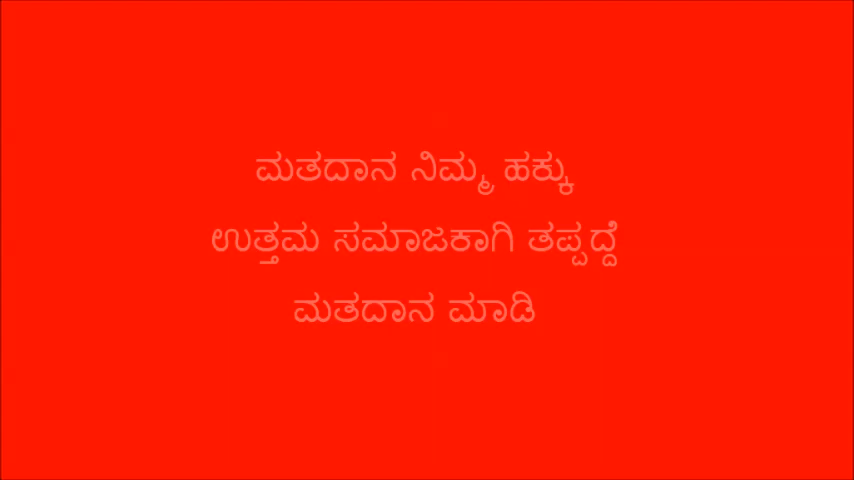 ಮತದಾನ ನಿಮ್ಮ ಹಕ್ಕು
ಉತ್ತಮ ಸಮಾಜಕಾಗಿ ತಪ್ಪದ್ದೆ
ಮತದಾನ ಮಾಡಿ